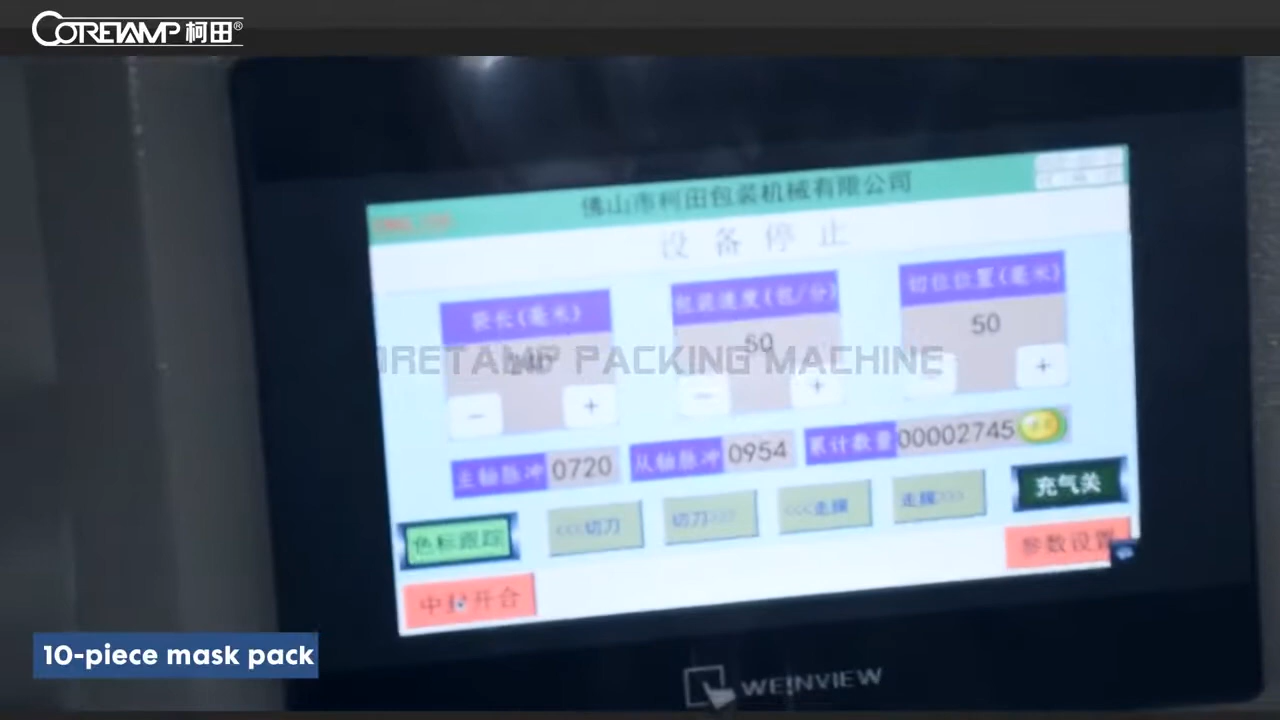 CORETAMP 柯田®
佛山市柯田包装机械有限公司
设备停止
袋长(毫米)
包装速度(包/分)
切位位置(毫米)
50
50
CORETAMP PACKING MACHINE
- +
- +
- +
主轴脉冲 0720 从轴脉冲 0954 累计数量 00002745
色标跟踪 <<<切刀 切刀>>> <<<走膜 走膜>>> 充气关
中封开合 参数设置
10-piece mask pack
WEINVIEW